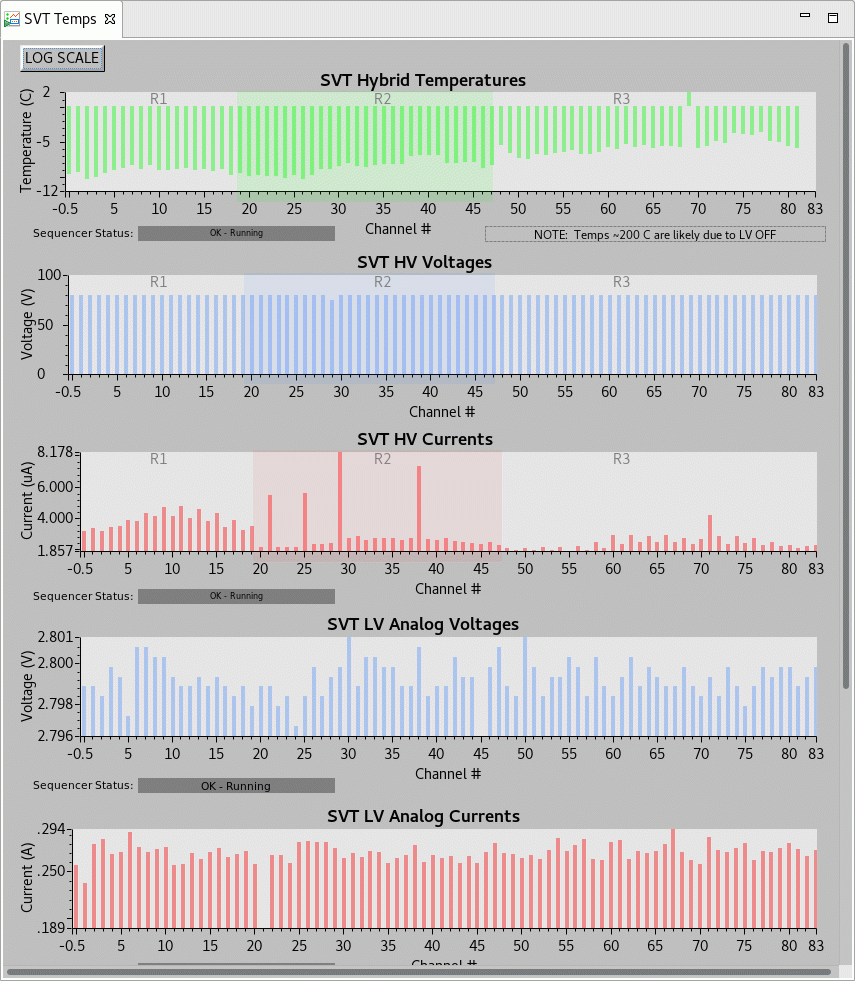 SVT Temps
LOG SCALE
SVT Hybrid Temperatures
Temperature (C)
2
-5
-12
R1 R2 R3
-0.5 5 10 15 20 25 30 35 40 45 50 55 60 65 70 75 80 83
Channel #
Sequencer Status: OK - Running
NOTE: Temps ~200 C are likely due to LV OFF
SVT HV Voltages
Voltage (V)
100
50
0
R1 R2 R3
-0.5 5 10 15 20 25 30 35 40 45 50 55 60 65 70 75 80 83
Channel #
SVT HV Currents
Current (uA)
8.178
6.000
4.000
1.857
R1 R2 R3
-0.5 5 10 15 20 25 30 35 40 45 50 55 60 65 70 75 80 83
Channel #
Sequencer Status: OK - Running
SVT LV Analog Voltages
Voltage (V)
2.801
2.800
2.798
2.796
-0.5 5 10 15 20 25 30 35 40 45 50 55 60 65 70 75 80 83
Channel #
Sequencer Status: OK - Running
SVT LV Analog Currents
Current (A)
.294
.250
.189
-0.5 5 10 15 20 25 30 35 40 45 50 55 60 65 70 75 80 83
Channel #